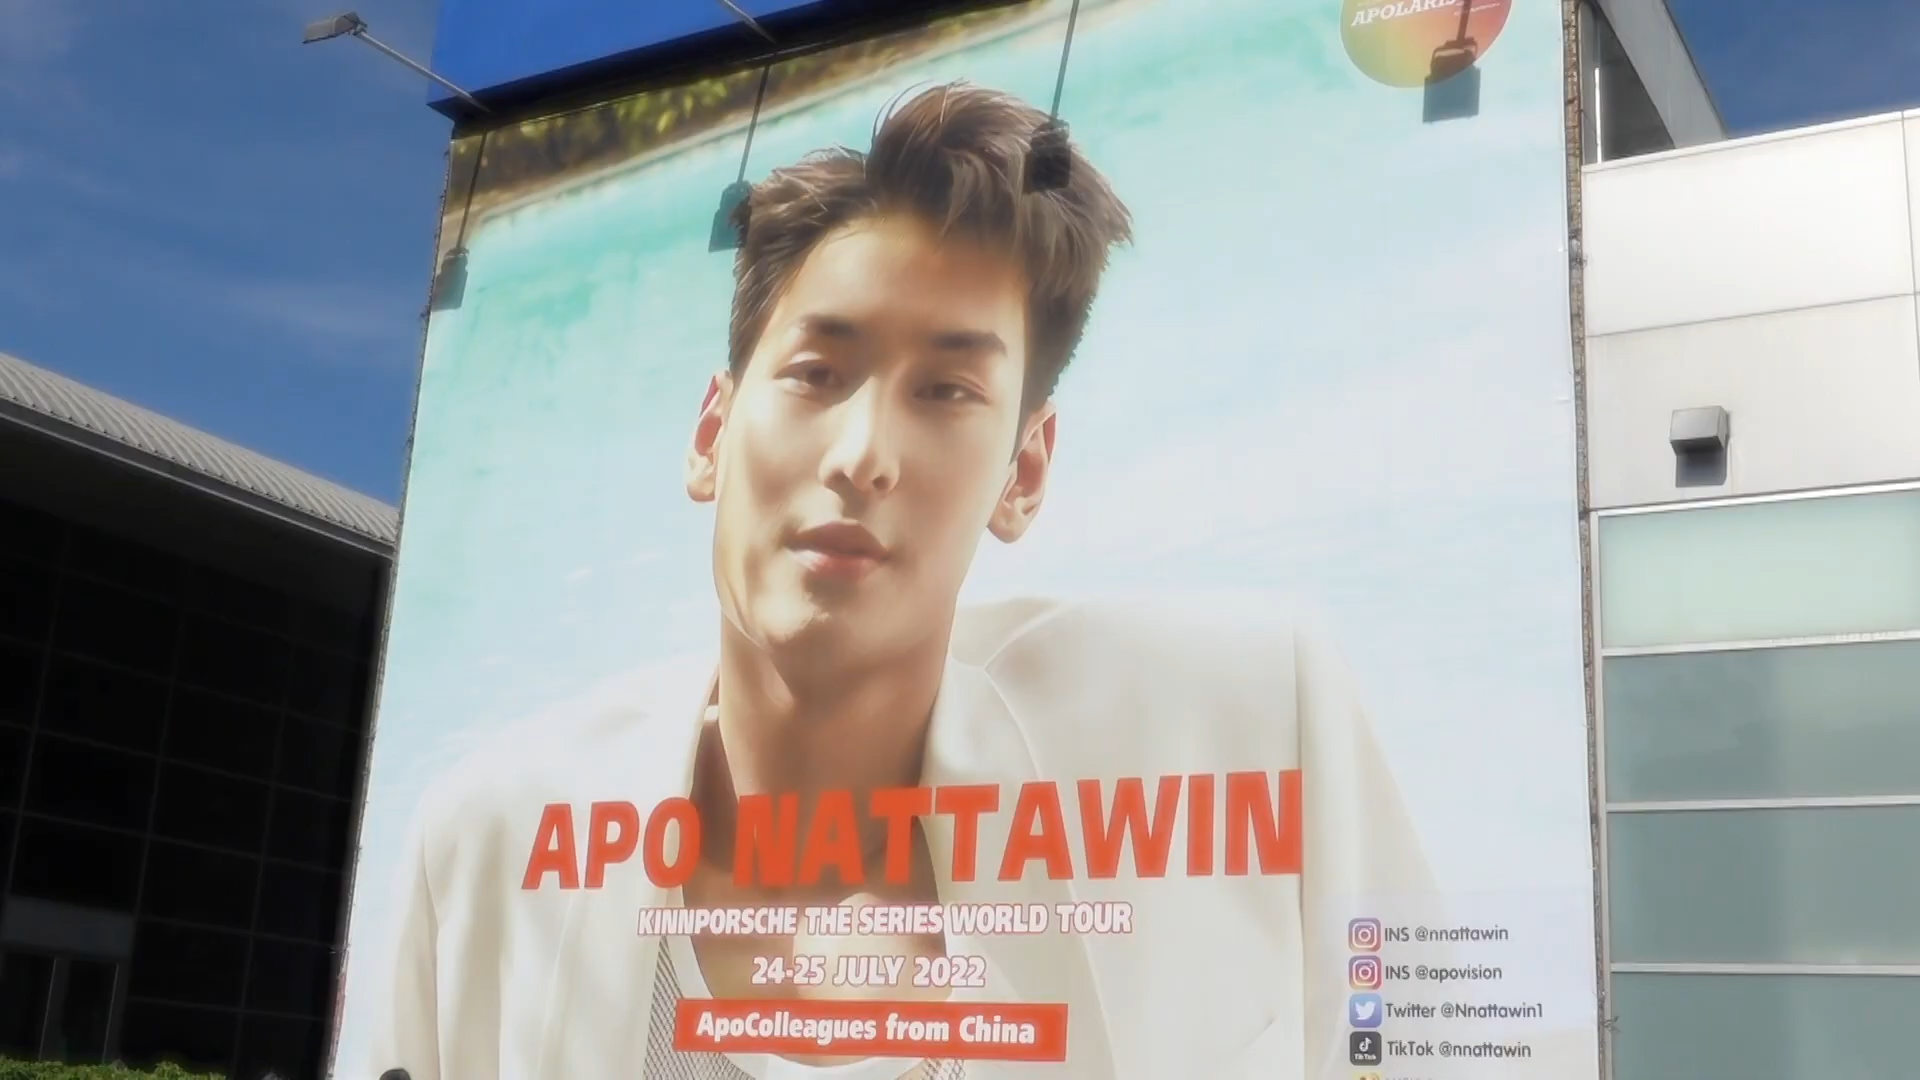 APOLARIS
APO NATTAWIN
KINNPORSCHE THE SERIES WORLD TOUR
24-25 JULY 2022
ApoColleagues from China
INS @nnattawin
INS @apovision
Twitter @Nnattawin1
TikTok @nnattawin